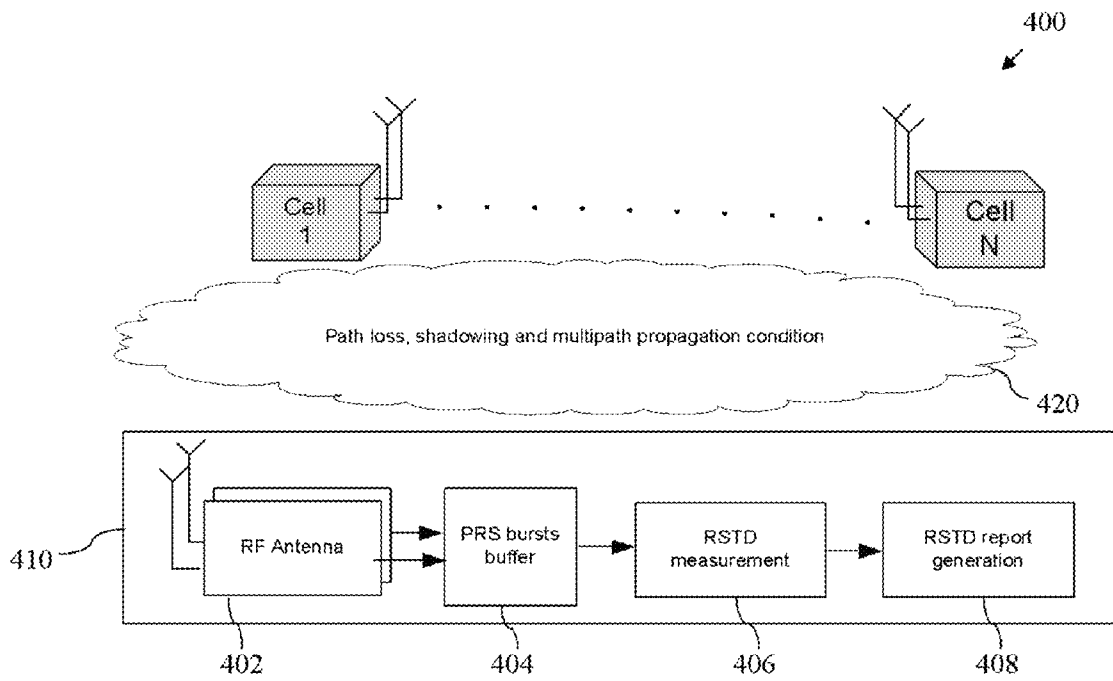 400
Cell
1
Cell
N
Path loss, shadowing and multipath propagation condition
420
410
RF Antenna
PRS bursts
buffer
RSTD
measurement
RSTD report
generation
402
404
406
408